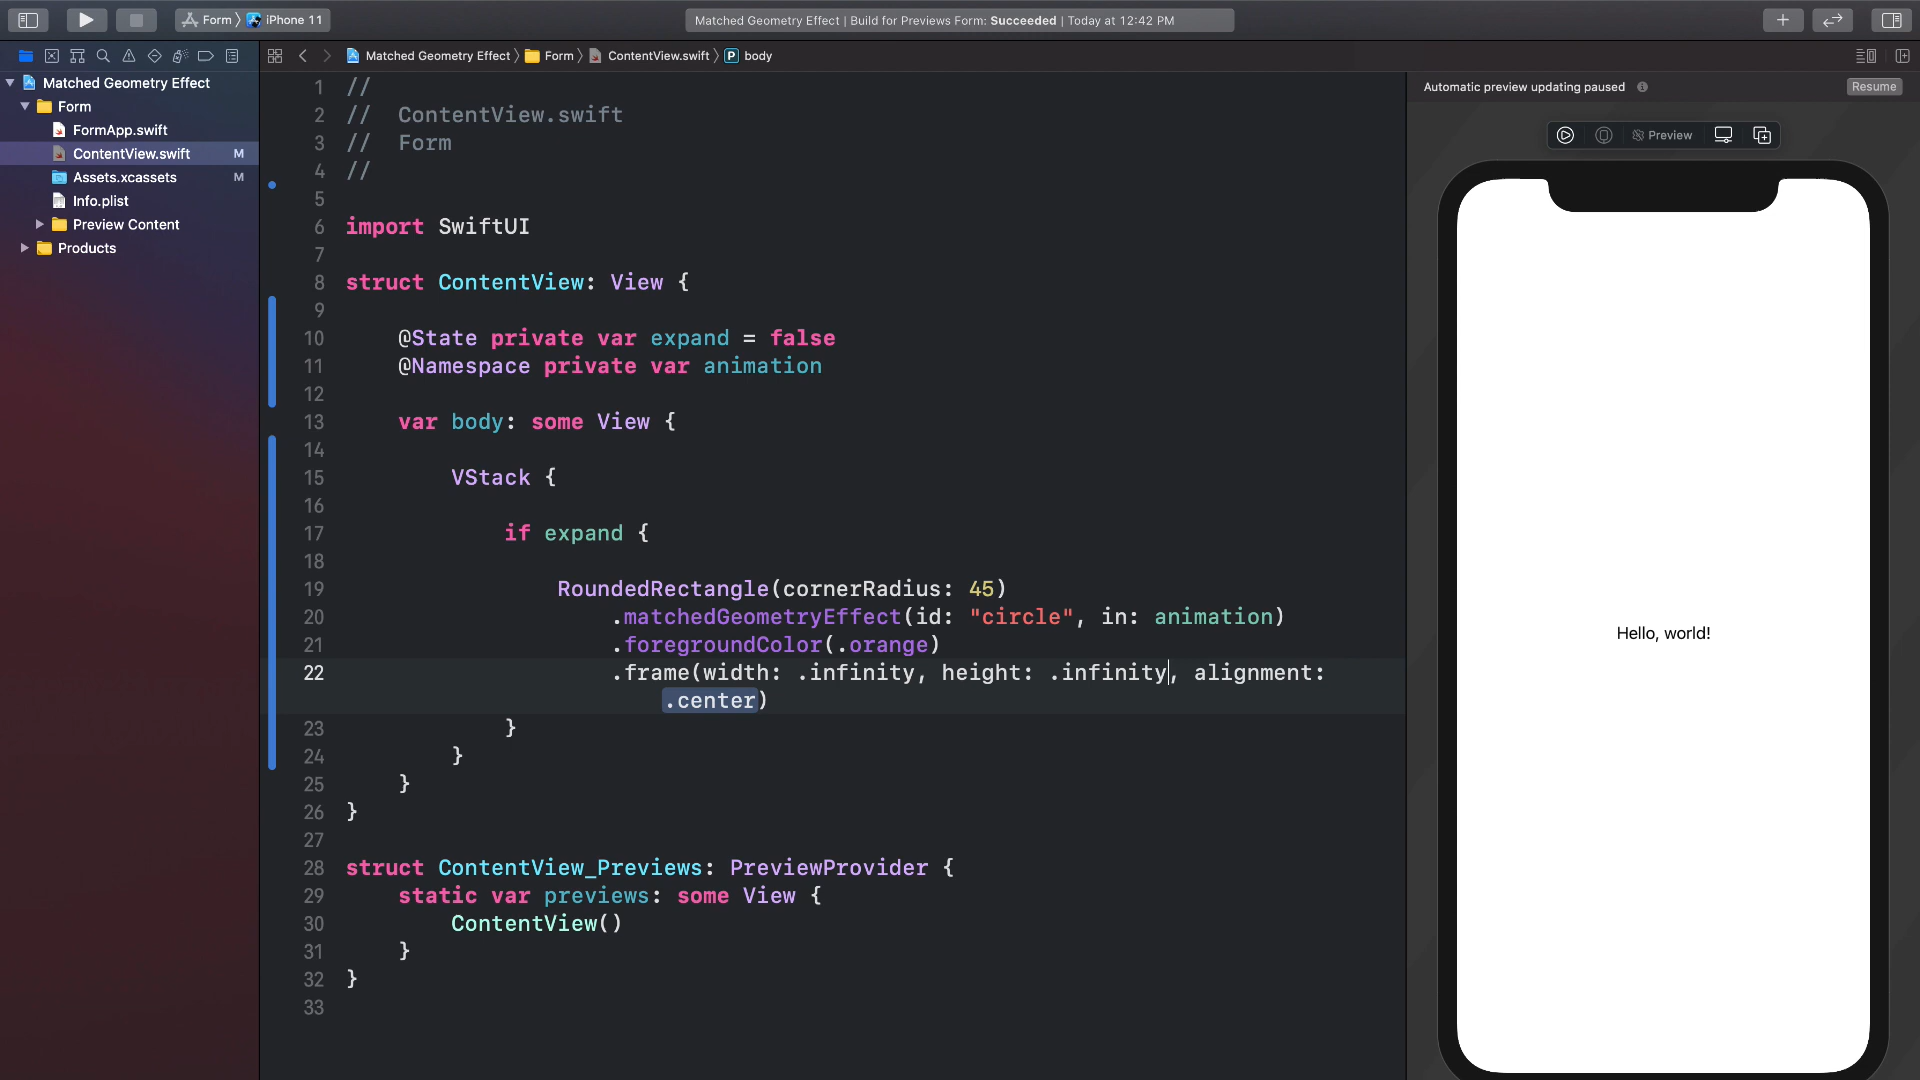 Form 〉 iPhone 11
Matched Geometry Effect | Build for Previews Form: Succeeded | Today at 12:42 PM
Matched Geometry Effect 〉 Form 〉 ContentView.swift 〉 P body
Matched Geometry Effect
Form
FormApp.swift
ContentView.swift M
Assets.xcassets M
Info.plist
Preview Content
Products
1 //
2 //  ContentView.swift
3 //  Form
4 //
5
6 import SwiftUI
7
8 struct ContentView: View {
9
10     @State private var expand = false
11     @Namespace private var animation
12
13     var body: some View {
14
15         VStack {
16
17             if expand {
18
19                 RoundedRectangle(cornerRadius: 45)
20                     .matchedGeometryEffect(id: "circle", in: animation)
21                     .foregroundColor(.orange)
22                     .frame(width: .infinity, height: .infinity, alignment:
                        .center)
23             }
24         }
25     }
26 }
27
28 struct ContentView_Previews: PreviewProvider {
29     static var previews: some View {
30         ContentView()
31     }
32 }
33
Automatic preview updating paused
Resume
Preview
Hello, world!